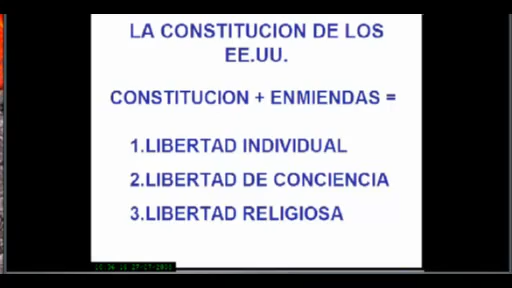 LA CONSTITUCION DE LOS
EE.UU.
CONSTITUCION + ENMIENDAS =
1.LIBERTAD INDIVIDUAL
2.LIBERTAD DE CONCIENCIA
3.LIBERTAD RELIGIOSA